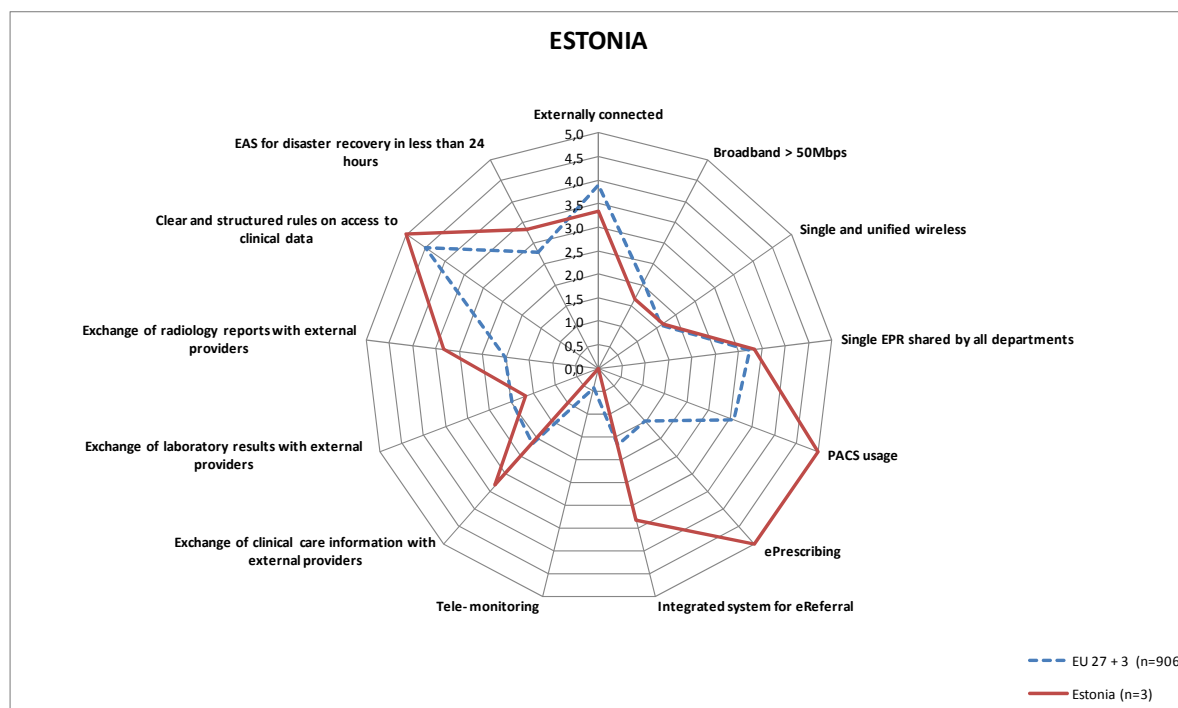 ESTONIA
Externally connected
EAS for disaster recovery in less than 24
hours
Broadband > 50Mbps
Clear and structured rules on access to
clinical data
Single and unified wireless
Exchange of radiology reports with external
providers
Single EPR shared by all departments
Exchange of laboratory results with external
providers
PACS usage
Exchange of clinical care information with
external providers
ePrescribing
Tele- monitoring
Integrated system for eReferral
5,0
4,5
4,0
3,5
3,0
2,5
2,0
1,5
1,0
0,5
0,0
EU 27 + 3 (n=906
Estonia (n=3)